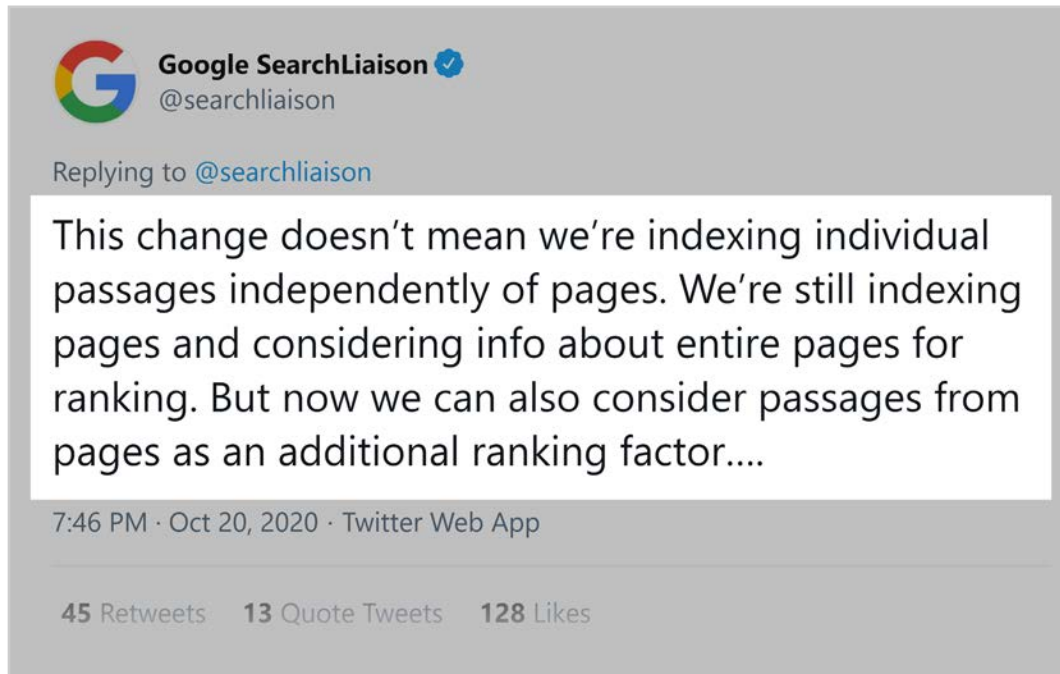 Google SearchLiaison
@searchliaison
Replying to @searchliaison
This change doesn’t mean we’re indexing individual
passages independently of pages. We’re still indexing
pages and considering info about entire pages for
ranking. But now we can also consider passages from
pages as an additional ranking factor....
7:46 PM · Oct 20, 2020 · Twitter Web App
45 Retweets 13 Quote Tweets 128 Likes